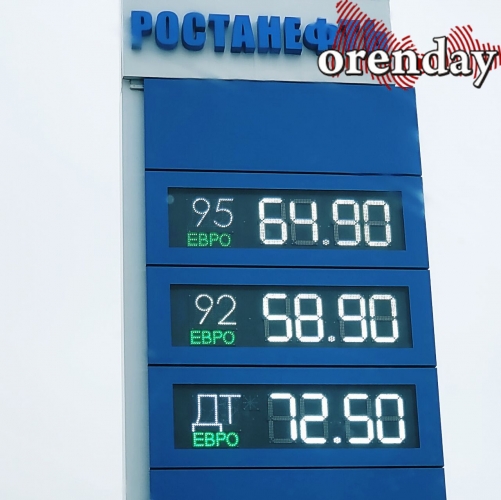 РОСТАНЕФ
orenday
95 64.90
ЕВРО
92 58.90
ЕВРО
ДТ 72.50
ЕВРО